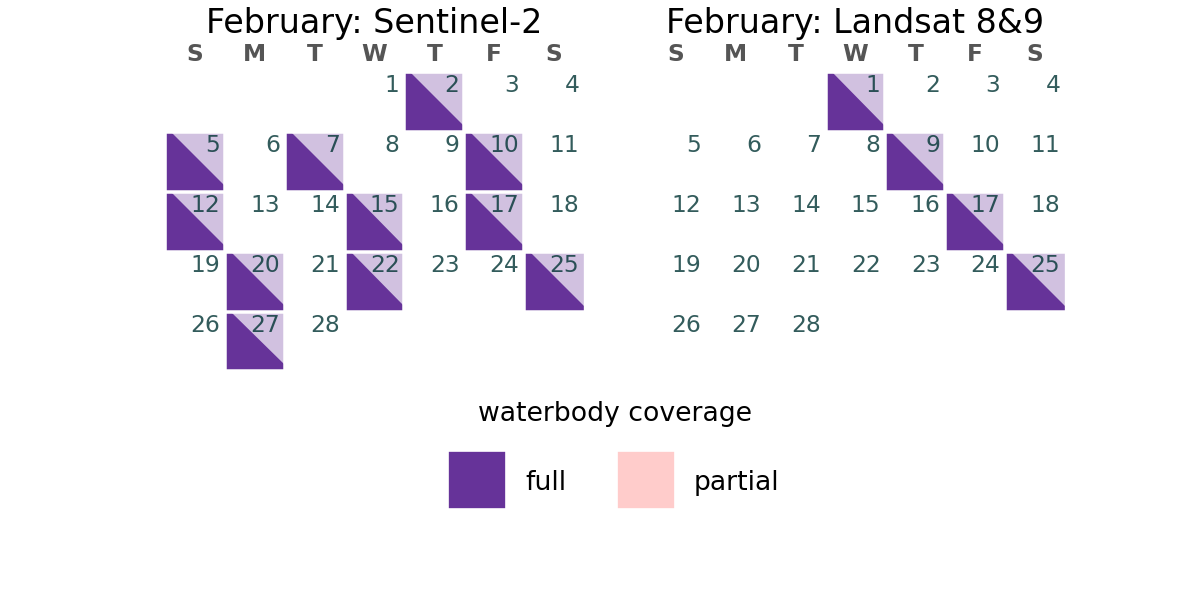 February: Sentinel-2
S M T W T F S
1 2 3 4
5 6 7 8 9 10 11
12 13 14 15 16 17 18
19 20 21 22 23 24 25
26 27 28
February: Landsat 8&9
S M T W T F S
1 2 3 4
5 6 7 8 9 10 11
12 13 14 15 16 17 18
19 20 21 22 23 24 25
26 27 28
waterbody coverage
full partial